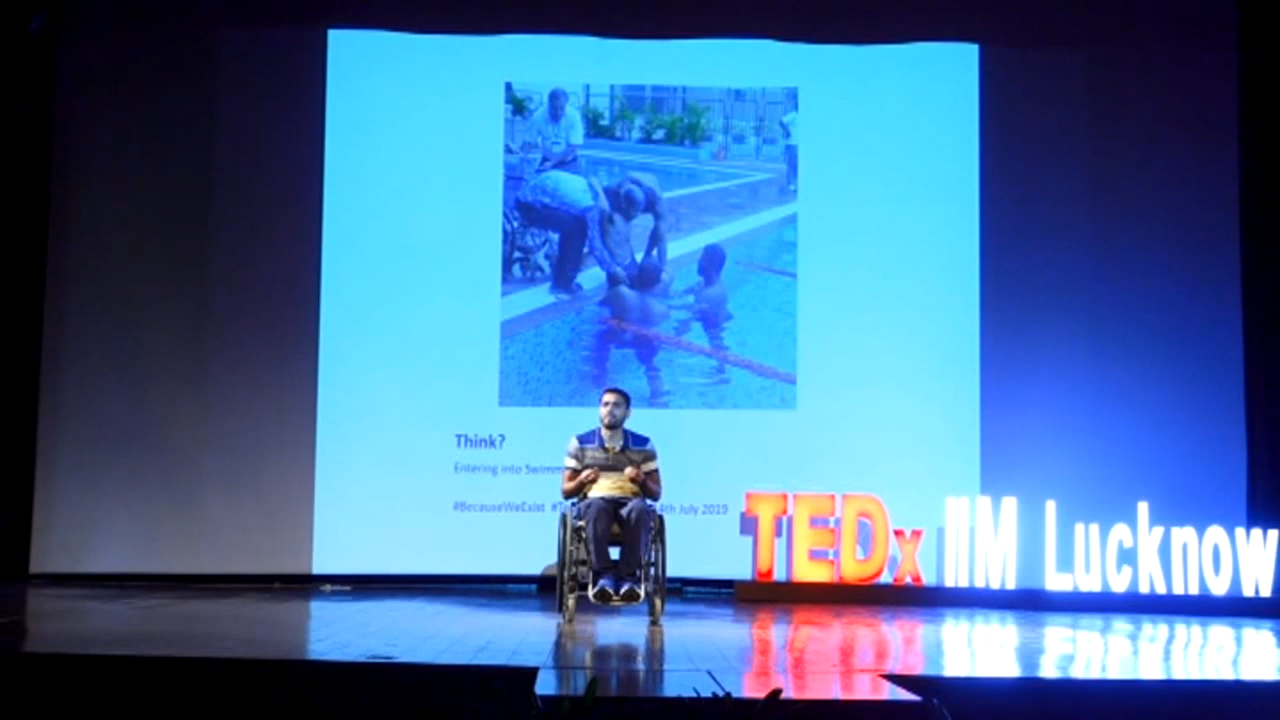 Think?
Entering into Swimm
#BecauseWeExist 4th July 2019
TEDx IIM Lucknow